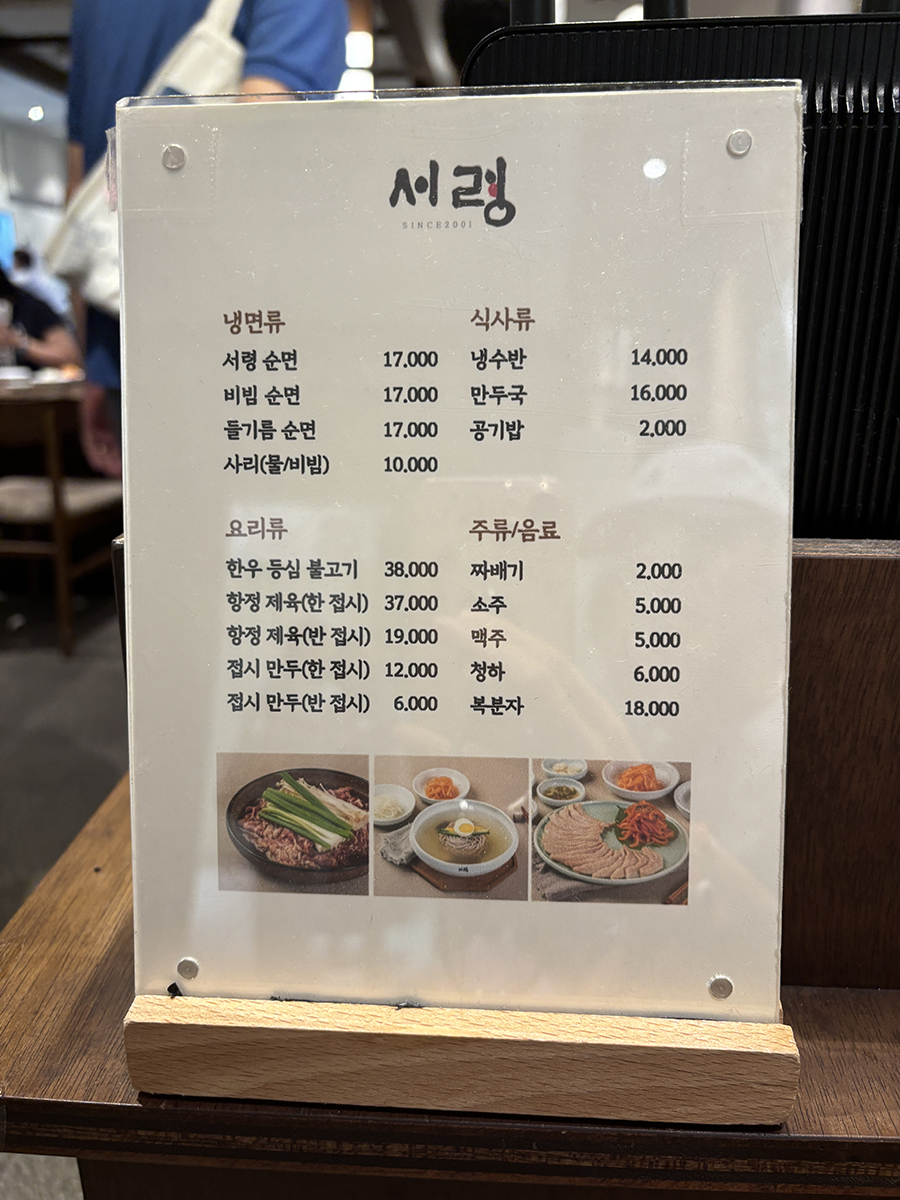 서령
SINCE2001
냉면류
서령 순면 17.000
비빔 순면 17.000
들기름 순면 17.000
사리(물/비빔) 10.000
식사류
냉수반 14.000
만두국 16.000
공기밥 2.000
요리류
한우 등심 불고기 38.000
항정 제육(한 접시) 37.000
항정 제육(반 접시) 19.000
접시 만두(한 접시) 12.000
접시 만두(반 접시) 6.000
주류/음료
짜배기 2.000
소주 5.000
맥주 5.000
청하 6.000
복분자 18.000